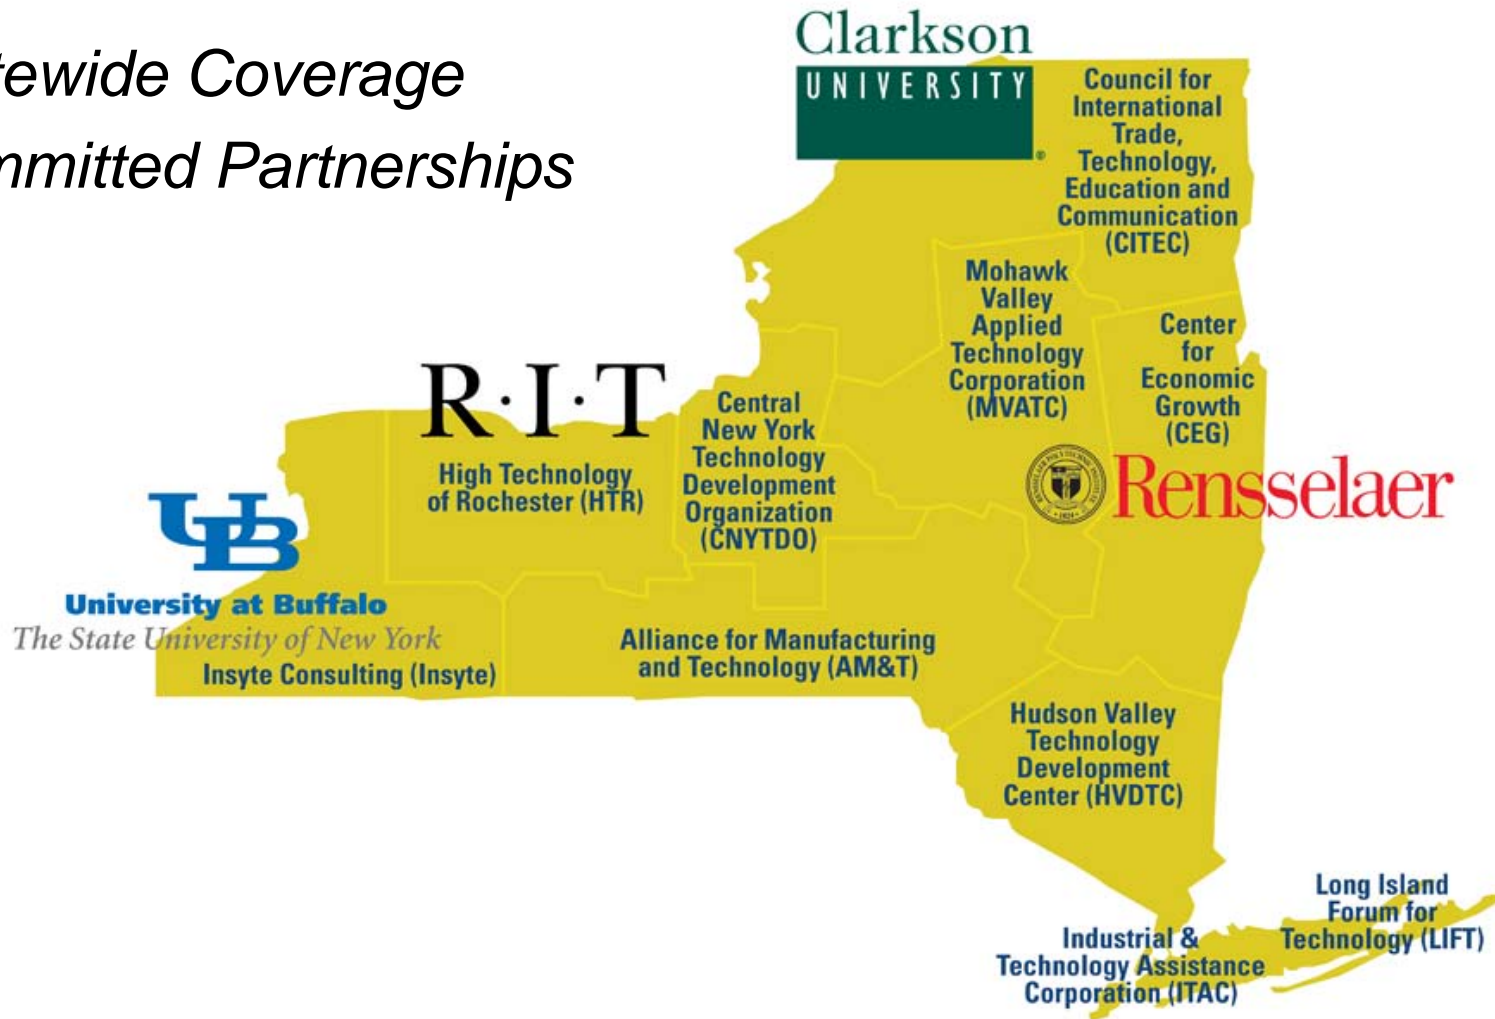 tewide Coverage
mmitted Partnerships
Clarkson
UNIVERSITY
®
Council for
International
Trade,
Technology,
Education and
Communication
(CITEC)
Mohawk
Valley
Applied
Technology
Corporation
(MVATC)
Center
for
Economic
Growth
(CEG)
R·I·T
High Technology
of Rochester (HTR)
Central
New York
Technology
Development
Organization
(CNYTDO)
Rensselaer
UB
University at Buffalo
The State University of New York
Insyte Consulting (Insyte)
Alliance for Manufacturing
and Technology (AM&T)
Hudson Valley
Technology
Development
Center (HVDTC)
Long Island
Forum for
Technology (LIFT)
Industrial &
Technology Assistance
Corporation (ITAC)